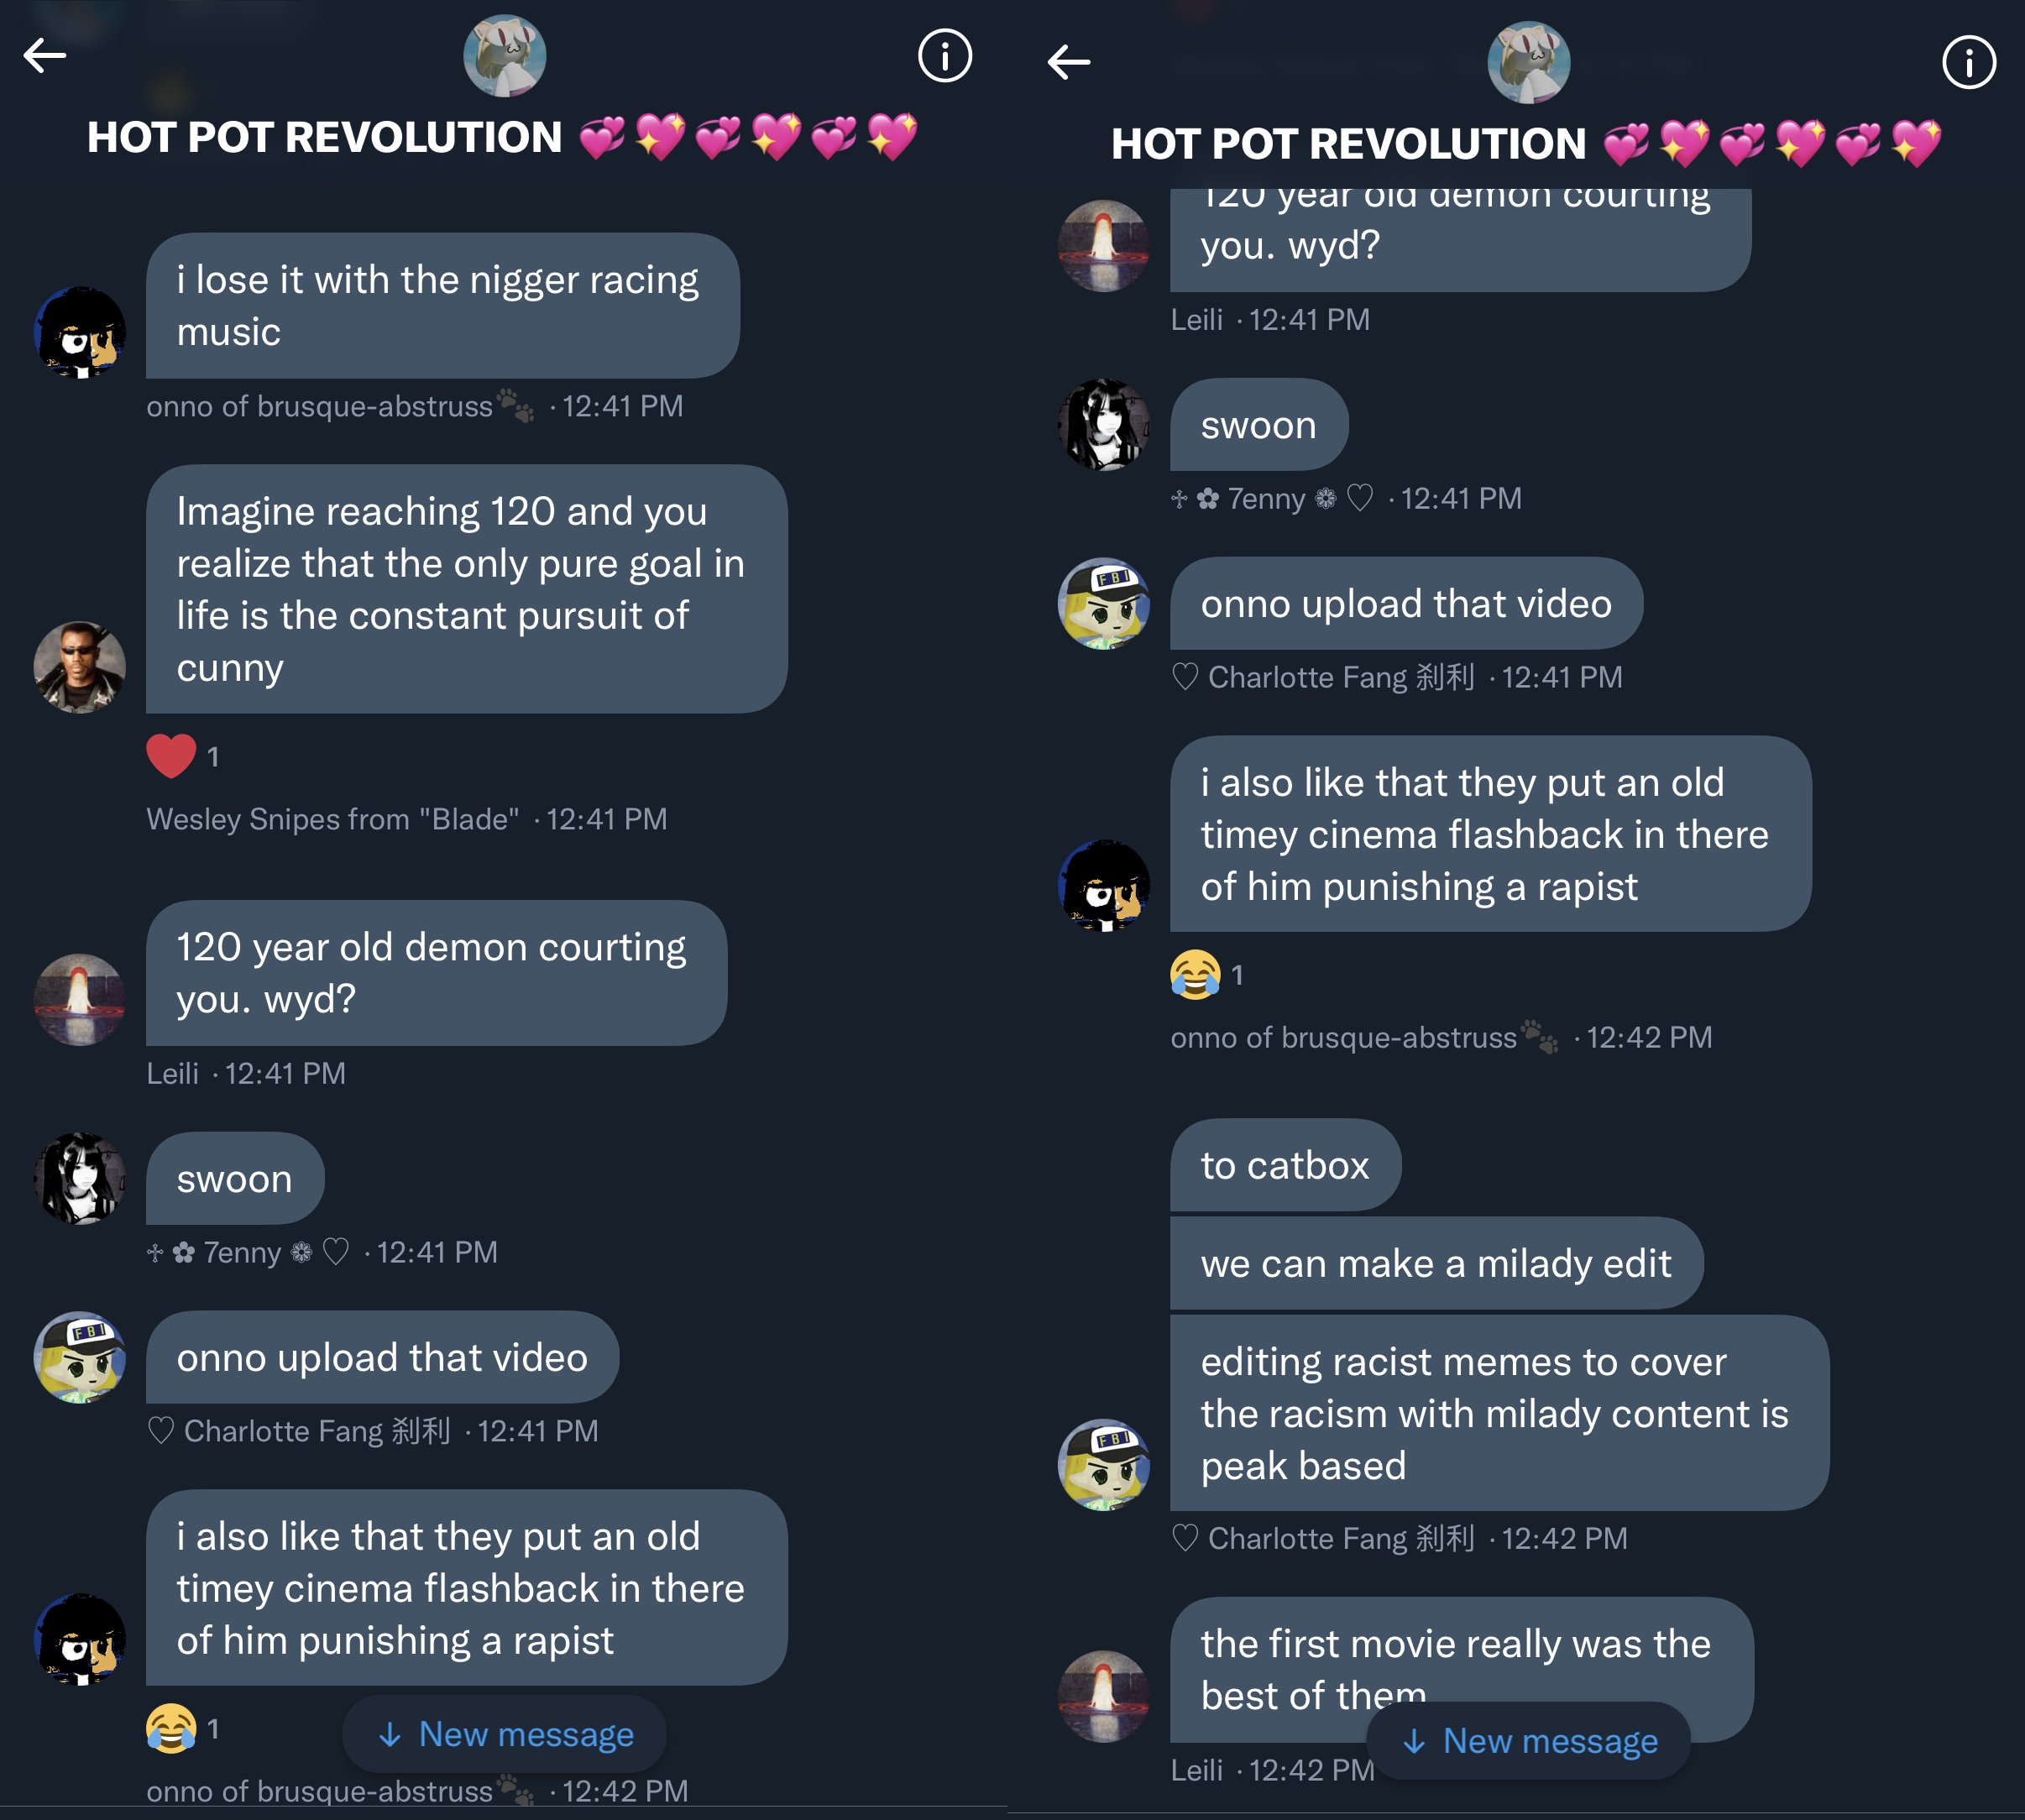 HOT POT REVOLUTION 💞💖💞💖💞💖
i lose it with the nigger racing
music
onno of brusque-abstruss🐾 · 12:41 PM
Imagine reaching 120 and you
realize that the only pure goal in
life is the constant pursuit of
cunny
❤️ 1
Wesley Snipes from "Blade" · 12:41 PM
120 year old demon courting
you. wyd?
Leili · 12:41 PM
swoon
♱ ✿ 7enny ❁ ♡ · 12:41 PM
FBI
onno upload that video
♡ Charlotte Fang 刹利 · 12:41 PM
i also like that they put an old
timey cinema flashback in there
of him punishing a rapist
😂 1
↓ New message
onno of brusque-abstruss🐾 · 12:42 PM
HOT POT REVOLUTION 💞💖💞💖💞💖
120 year old demon courting
you. wyd?
Leili · 12:41 PM
swoon
♱ ✿ 7enny ❁ ♡ · 12:41 PM
FBI
onno upload that video
♡ Charlotte Fang 刹利 · 12:41 PM
i also like that they put an old
timey cinema flashback in there
of him punishing a rapist
😂 1
onno of brusque-abstruss🐾 · 12:42 PM
to catbox
we can make a milady edit
editing racist memes to cover
the racism with milady content is
peak based
FBI
♡ Charlotte Fang 刹利 · 12:42 PM
the first movie really was the
best of them
↓ New message
Leili · 12:42 PM